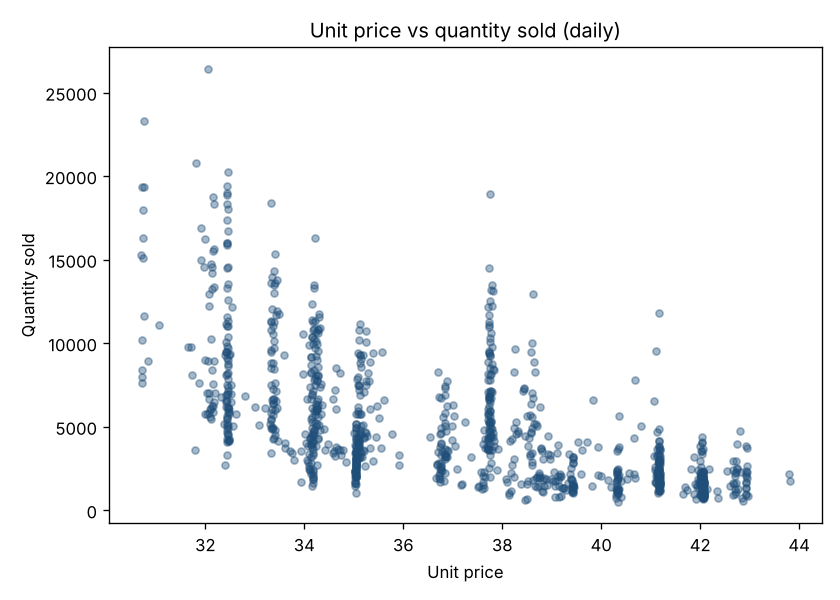 Unit price vs quantity sold (daily)
25000
20000
15000
10000
5000
0
Quantity sold
32 34 36 38 40 42 44
Unit price